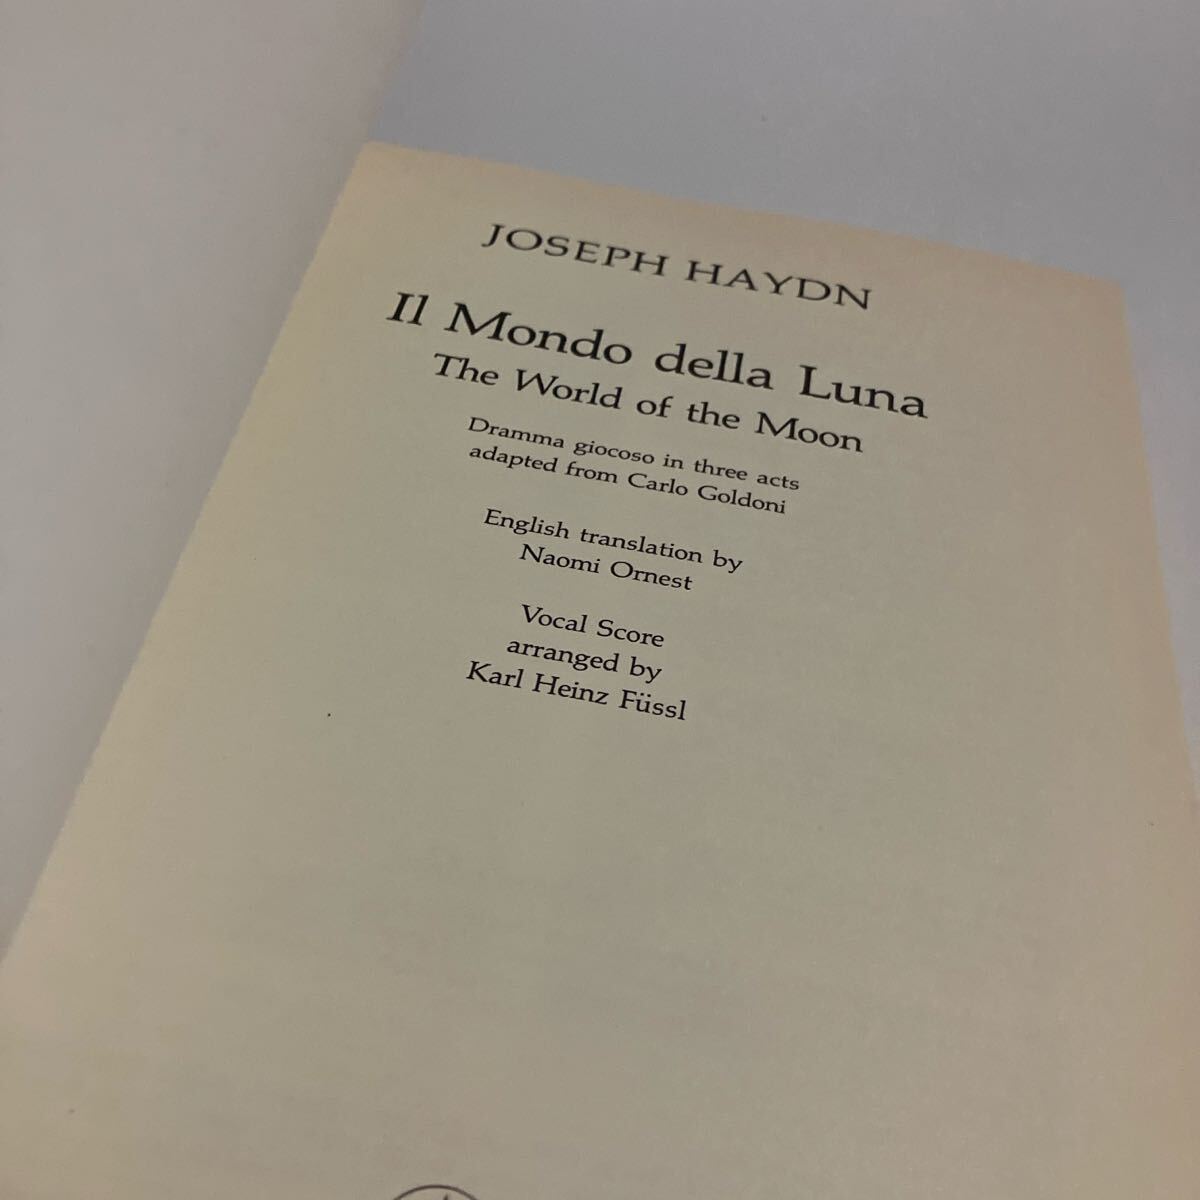 JOSEPH HAYDN
Il Mondo della Luna
The World of the Moon
Dramma giocoso in three acts
adapted from Carlo Goldoni
English translation by
Naomi Ornest
Vocal Score
arranged by
Karl Heinz Füssl